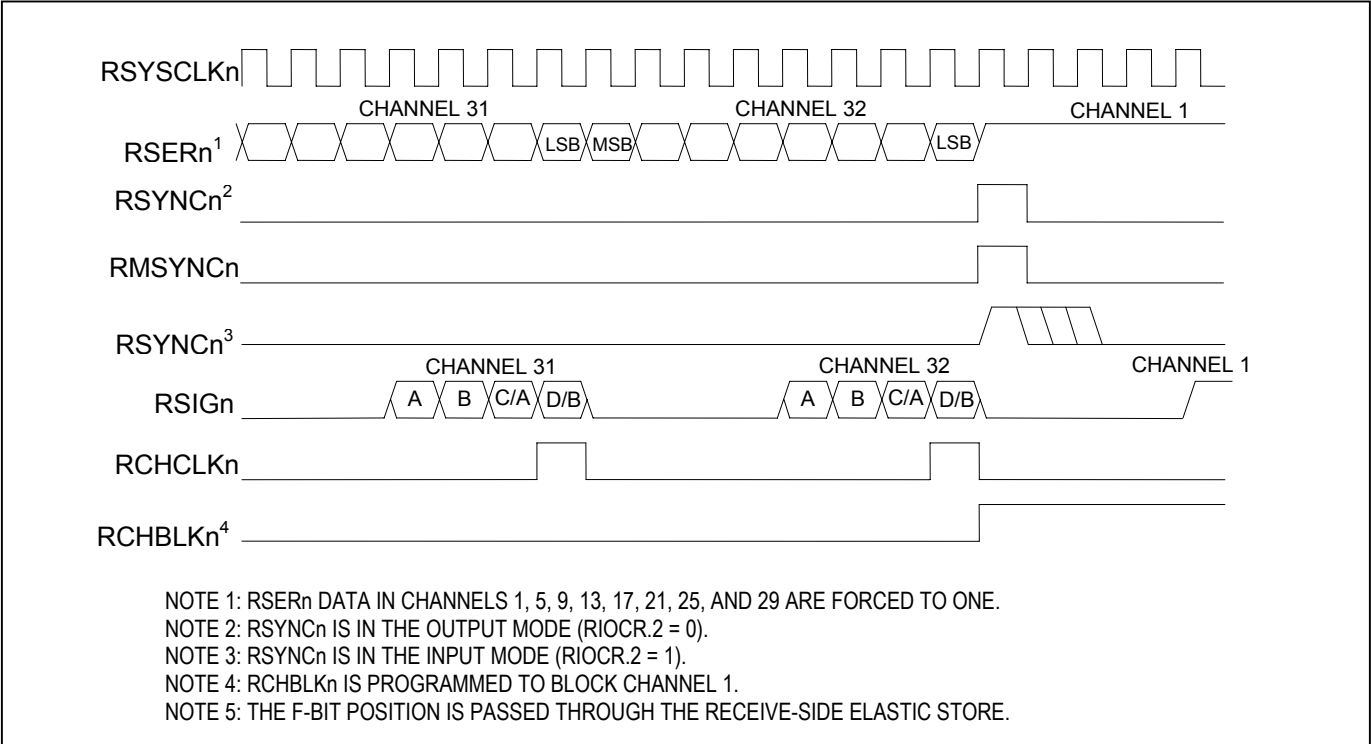 RSYSCLKn
CHANNEL 31 CHANNEL 32 CHANNEL 1
RSERn1 LSB MSB LSB
RSYNCn2
RMSYNCn
RSYNCn3
CHANNEL 31 CHANNEL 32 CHANNEL 1
RSIGn A B C/A D/B A B C/A D/B
RCHCLKn
RCHBLKn4
NOTE 1: RSERn DATA IN CHANNELS 1, 5, 9, 13, 17, 21, 25, AND 29 ARE FORCED TO ONE.
NOTE 2: RSYNCn IS IN THE OUTPUT MODE (RIOCR.2 = 0).
NOTE 3: RSYNCn IS IN THE INPUT MODE (RIOCR.2 = 1).
NOTE 4: RCHBLKn IS PROGRAMMED TO BLOCK CHANNEL 1.
NOTE 5: THE F-BIT POSITION IS PASSED THROUGH THE RECEIVE-SIDE ELASTIC STORE.